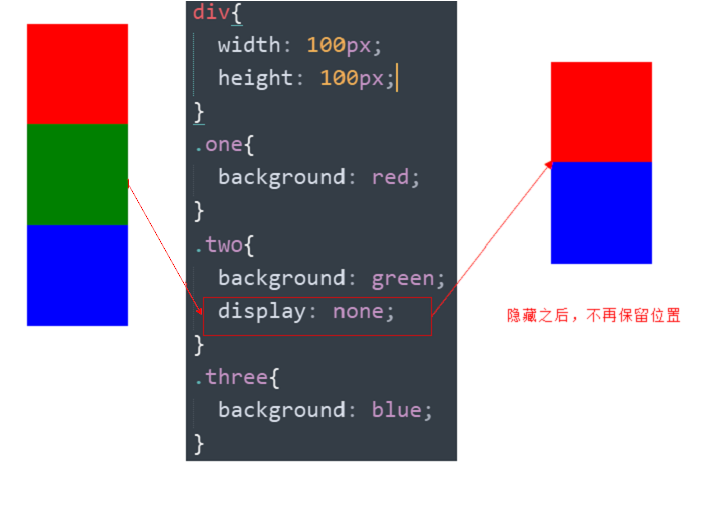 div{
width: 100px;
height: 100px;
}
.one{
background: red;
}
.two{
background: green;
display: none;
}
.three{
background: blue;
}
隐藏之后，不再保留位置